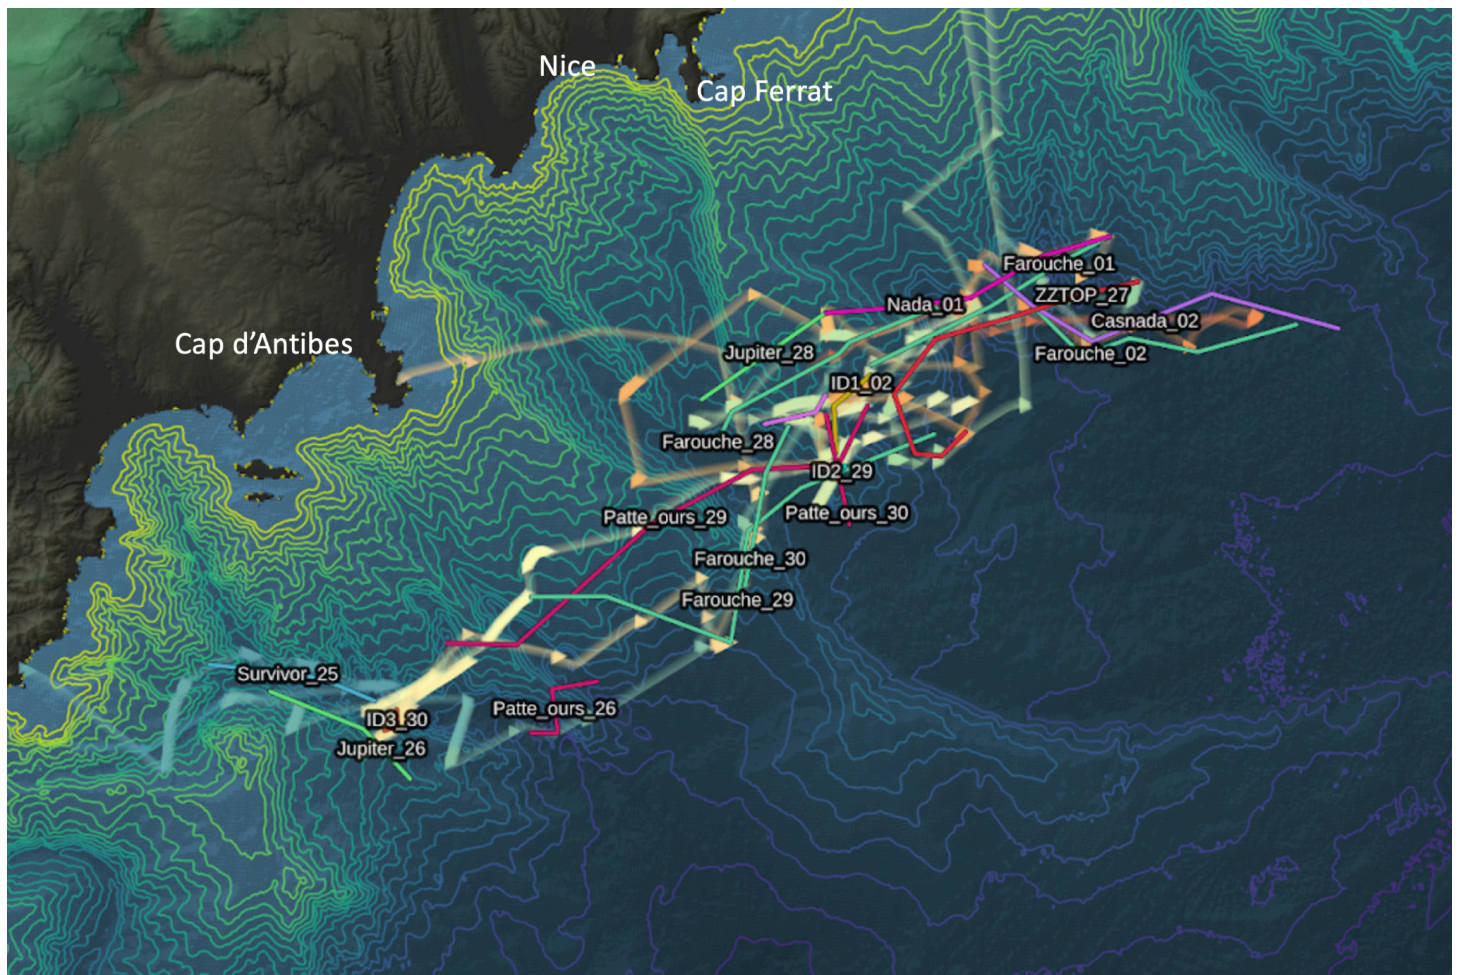 Nice
Cap Ferrat
Farouche_01
ZZTOP_27
Nada_01
Casnada_02
Cap d’Antibes
Jupiter_28
Farouche_02
ID1_02
Farouche_28
ID2_29
Patte_ours_29
Patte_ours_30
Farouche_30
Farouche_29
Survivor_25
Patte_ours_26
ID3_30
Jupiter_26